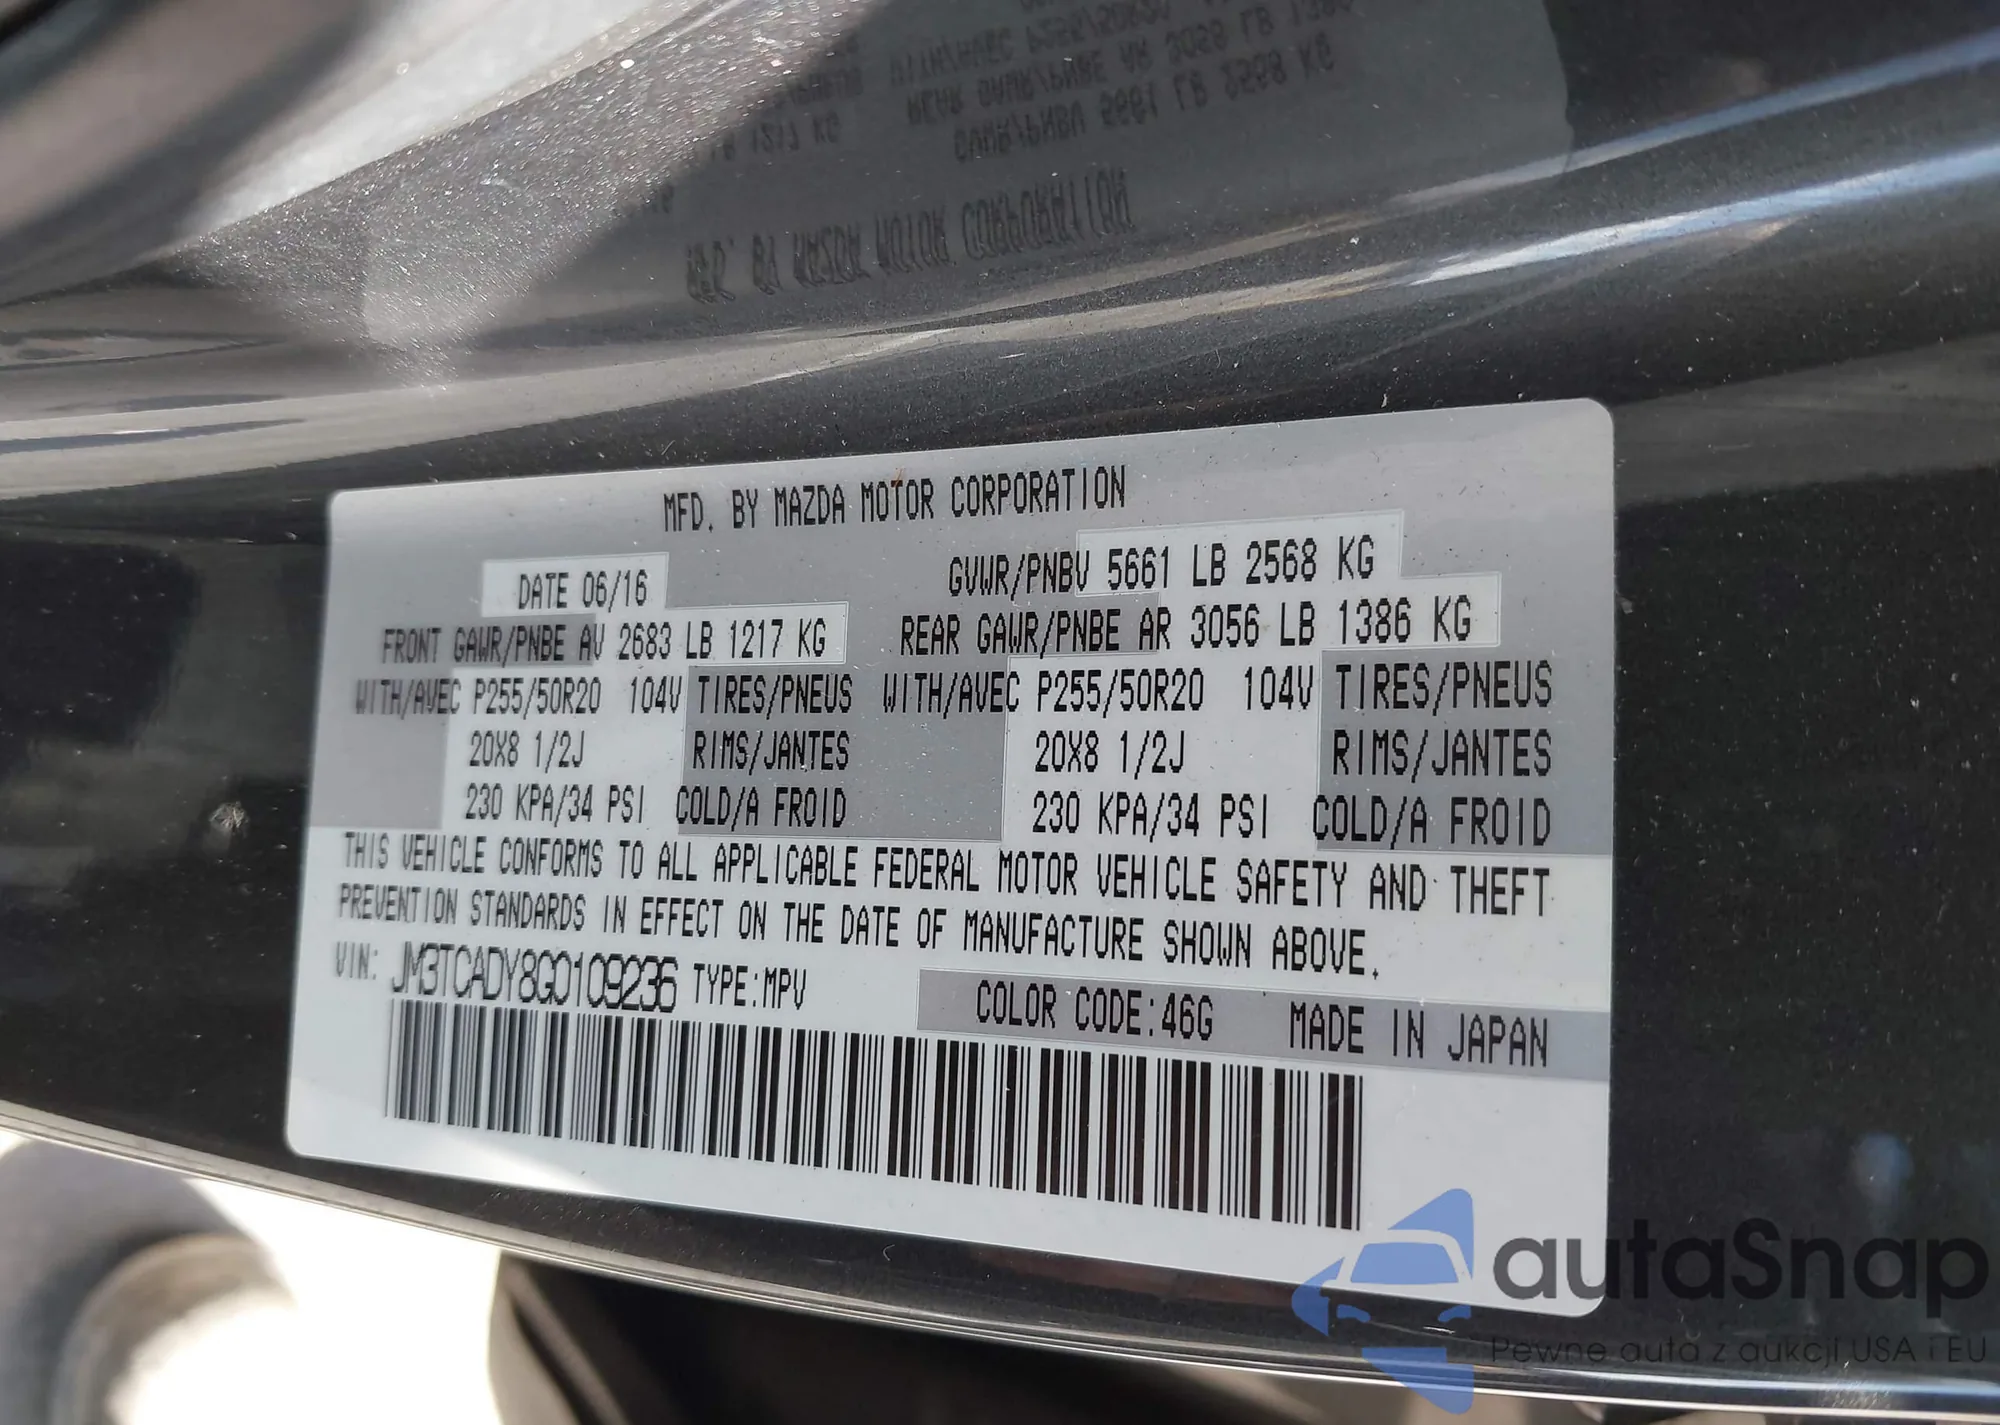 MFD. BY MAZDA MOTOR CORPORATION
DATE 06/16 GVWR/PNBV 5661 LB 2568 KG
FRONT GAWR/PNBE AV 2683 LB 1217 KG REAR GAWR/PNBE AR 3056 LB 1386 KG
WITH/AVEC P255/50R20 104V TIRES/PNEUS WITH/AVEC P255/50R20 104V TIRES/PNEUS
20X8 1/2J RIMS/JANTES 20X8 1/2J RIMS/JANTES
230 KPA/34 PSI COLD/A FROID 230 KPA/34 PSI COLD/A FROID
THIS VEHICLE CONFORMS TO ALL APPLICABLE FEDERAL MOTOR VEHICLE SAFETY AND THEFT
PREVENTION STANDARDS IN EFFECT ON THE DATE OF MANUFACTURE SHOWN ABOVE.
VIN: JM3TCADY8G0109236 TYPE:MPV COLOR CODE:46G MADE IN JAPAN
autaSnap
Pewne auta z aukcji USA i EU